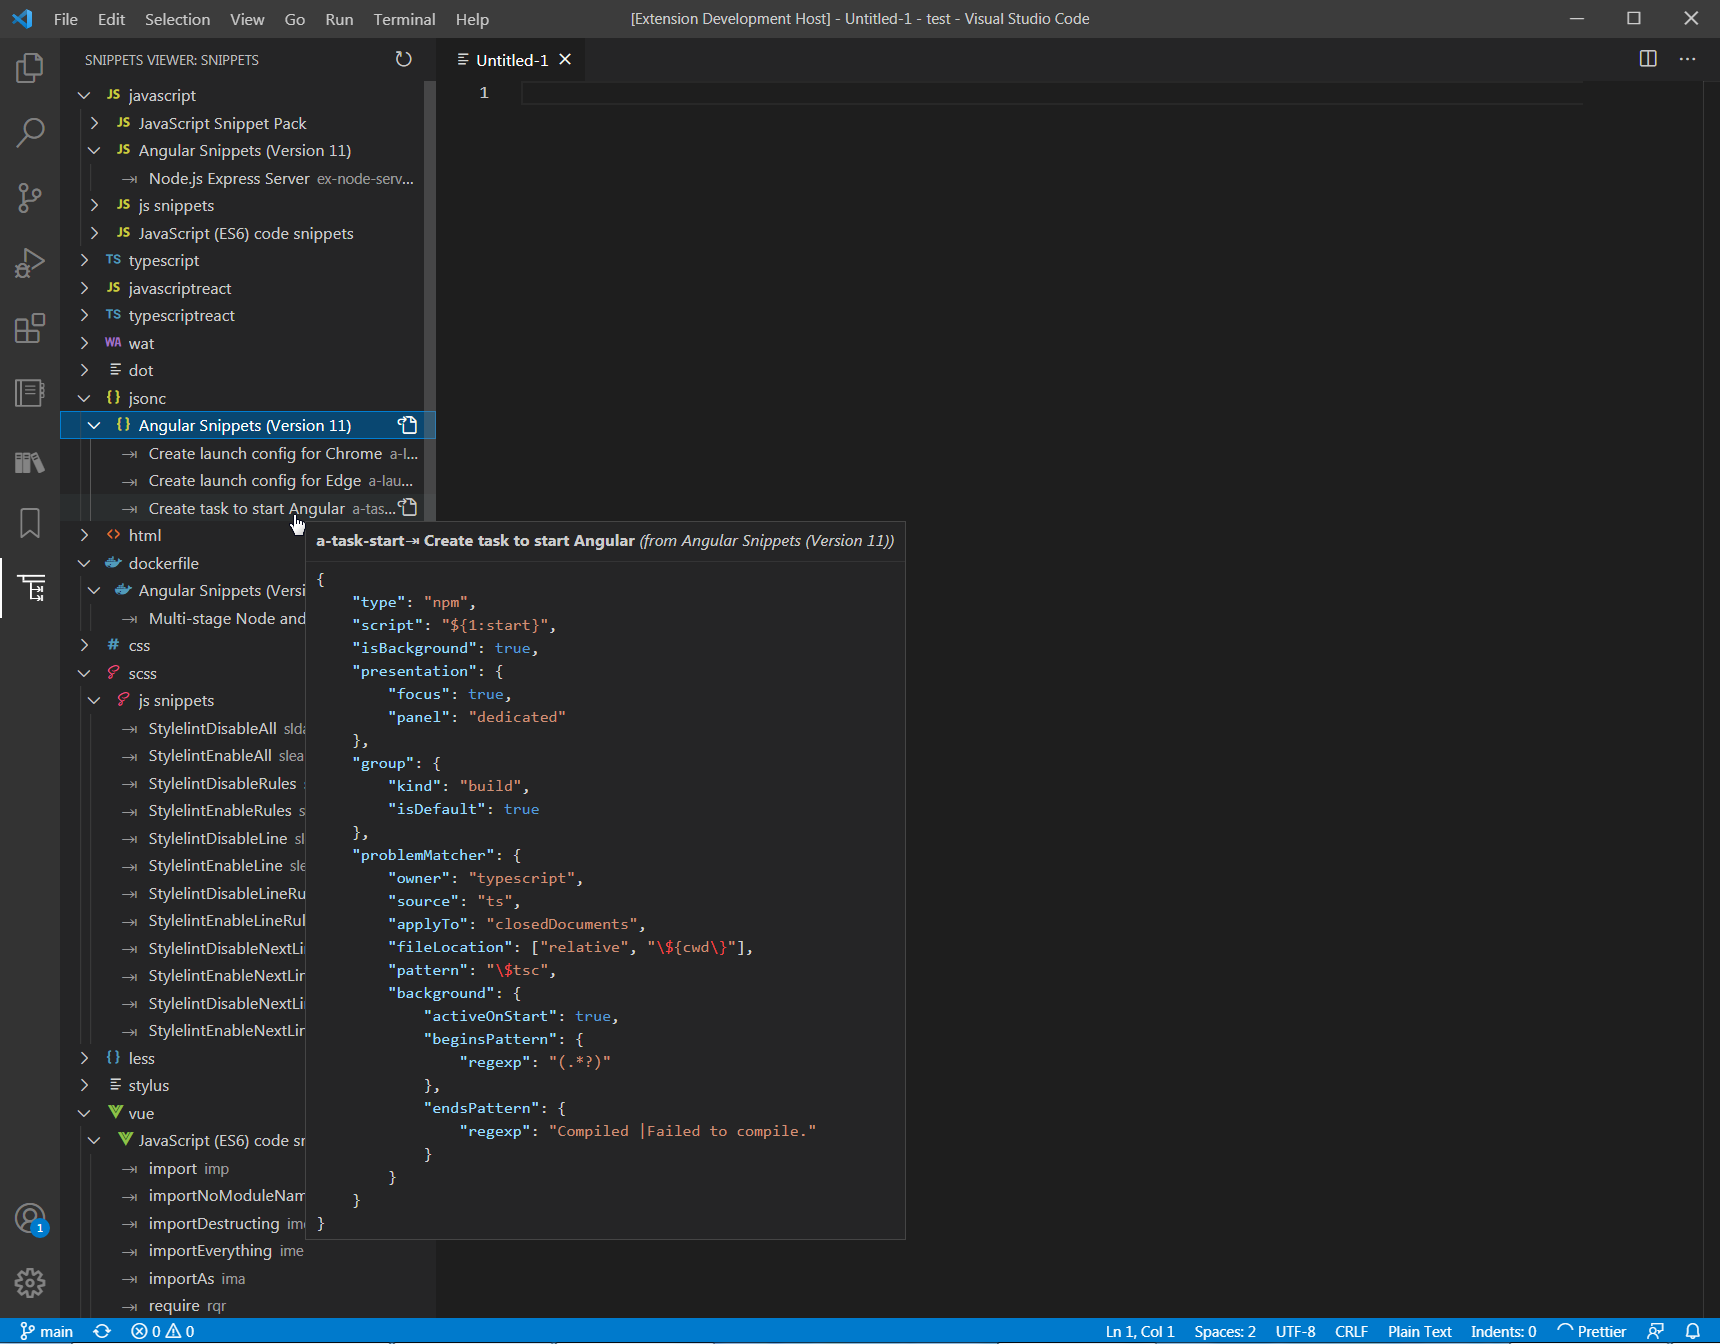 File Edit Selection View Go Run Terminal Help [Extension Development Host] - Untitled-1 - test - Visual Studio Code
SNIPPETS VIEWER: SNIPPETS
Untitled-1
1
JS javascript
JS JavaScript Snippet Pack
JS Angular Snippets (Version 11)
Node.js Express Server ex-node-serv...
JS js snippets
JS JavaScript (ES6) code snippets
TS typescript
JS javascriptreact
TS typescriptreact
WA wat
dot
{} jsonc
{} Angular Snippets (Version 11)
Create launch config for Chrome a-l...
Create launch config for Edge a-lau...
Create task to start Angular a-tas...
<> html
dockerfile
Angular Snippets (Versi
Multi-stage Node and
# css
scss
js snippets
StylelintDisableAll slda
StylelintEnableAll slea
StylelintDisableRules
StylelintEnableRules s
StylelintDisableLine sl
StylelintEnableLine sle
StylelintDisableLineRu
StylelintEnableLineRul
StylelintDisableNextLi
StylelintEnableNextLin
StylelintDisableNextLi
StylelintEnableNextLin
{} less
stylus
vue
JavaScript (ES6) code sn
import imp
importNoModuleNam
importDestructing im
importEverything ime
importAs ima
require rqr
a-task-start⇥ Create task to start Angular (from Angular Snippets (Version 11))
{
"type": "npm",
"script": "${1:start}",
"isBackground": true,
"presentation": {
"focus": true,
"panel": "dedicated"
},
"group": {
"kind": "build",
"isDefault": true
},
"problemMatcher": {
"owner": "typescript",
"source": "ts",
"applyTo": "closedDocuments",
"fileLocation": ["relative", "\${cwd\}"],
"pattern": "\$tsc",
"background": {
"activeOnStart": true,
"beginsPattern": {
"regexp": "(.*?)"
},
"endsPattern": {
"regexp": "Compiled |Failed to compile."
}
}
}
}
1
main 0 0 Ln 1, Col 1 Spaces: 2 UTF-8 CRLF Plain Text Indents: 0 Prettier